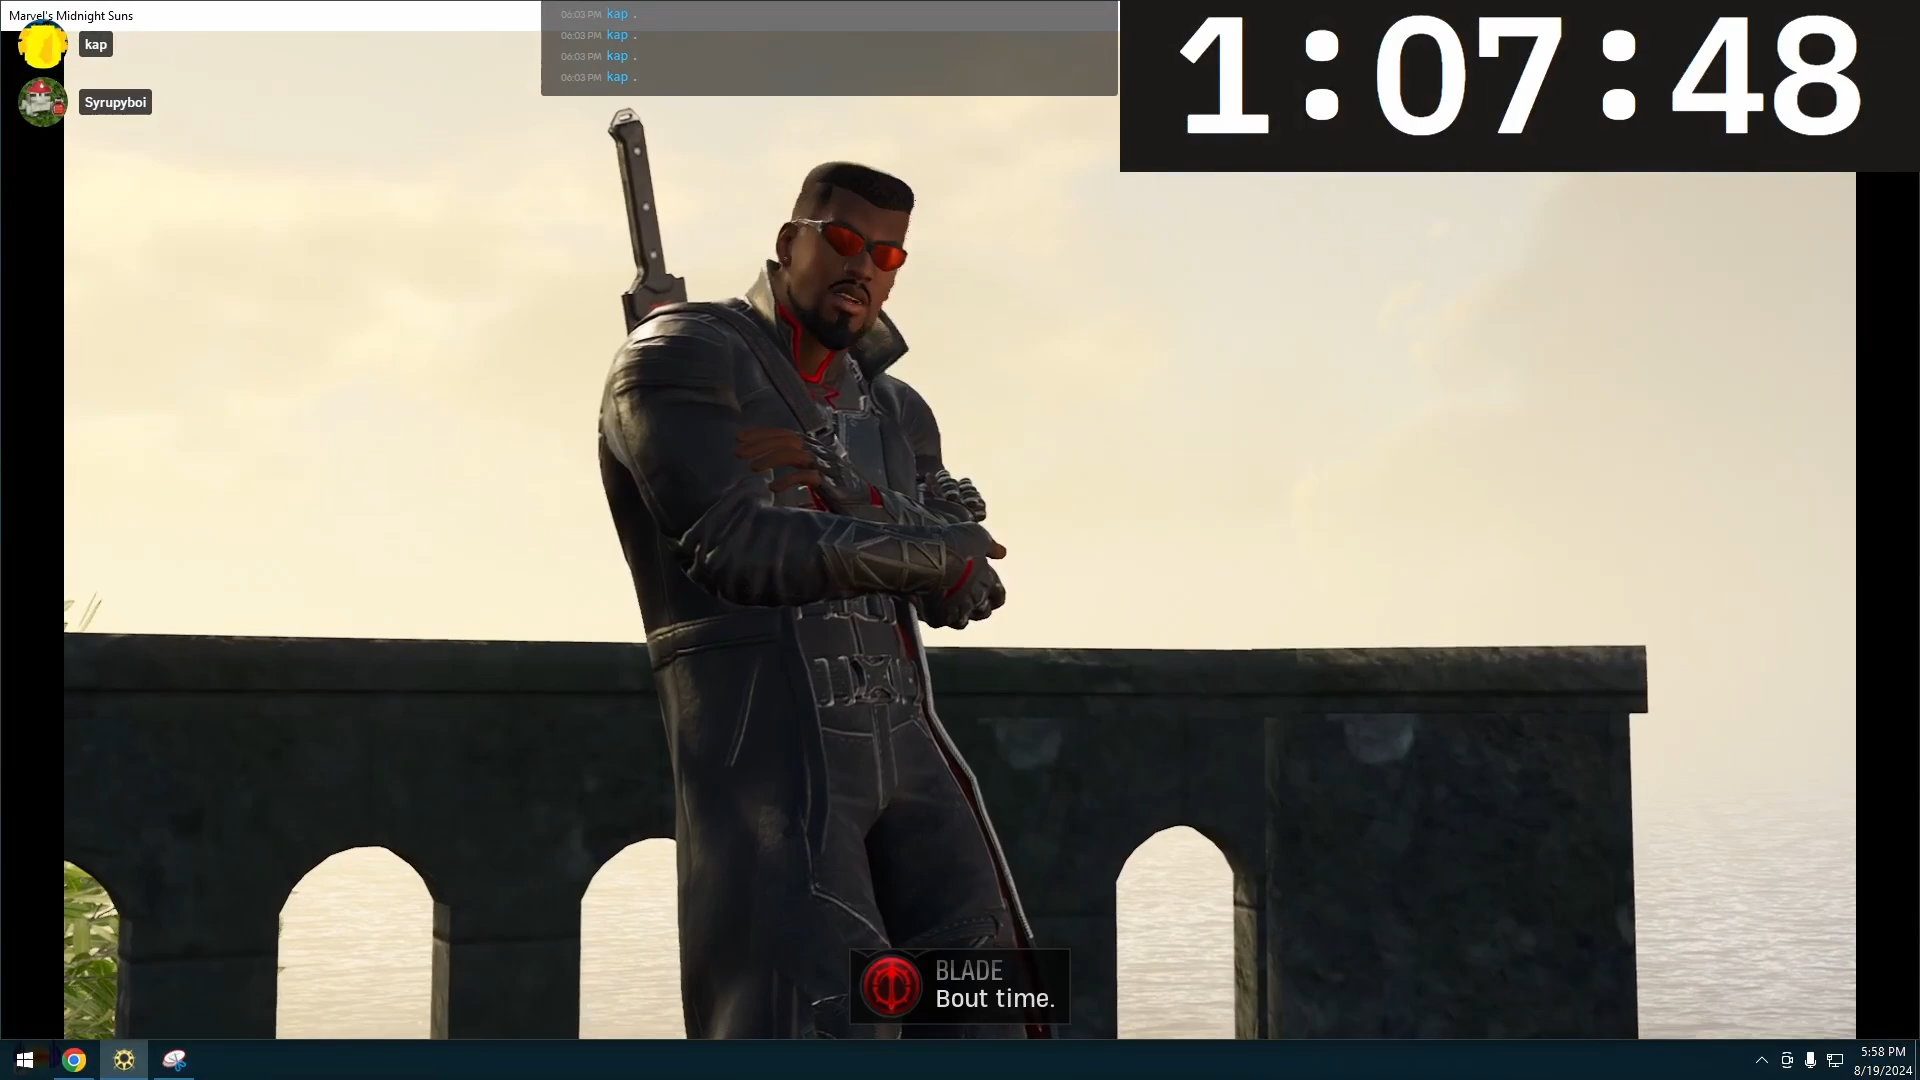 Marvel's Midnight Suns
kap
Syrupyboi
06:03 PM kap .
06:03 PM kap .
06:03 PM kap .
06:03 PM kap .
1:07:48
BLADE
Bout time.
5:58 PM
8/19/2024